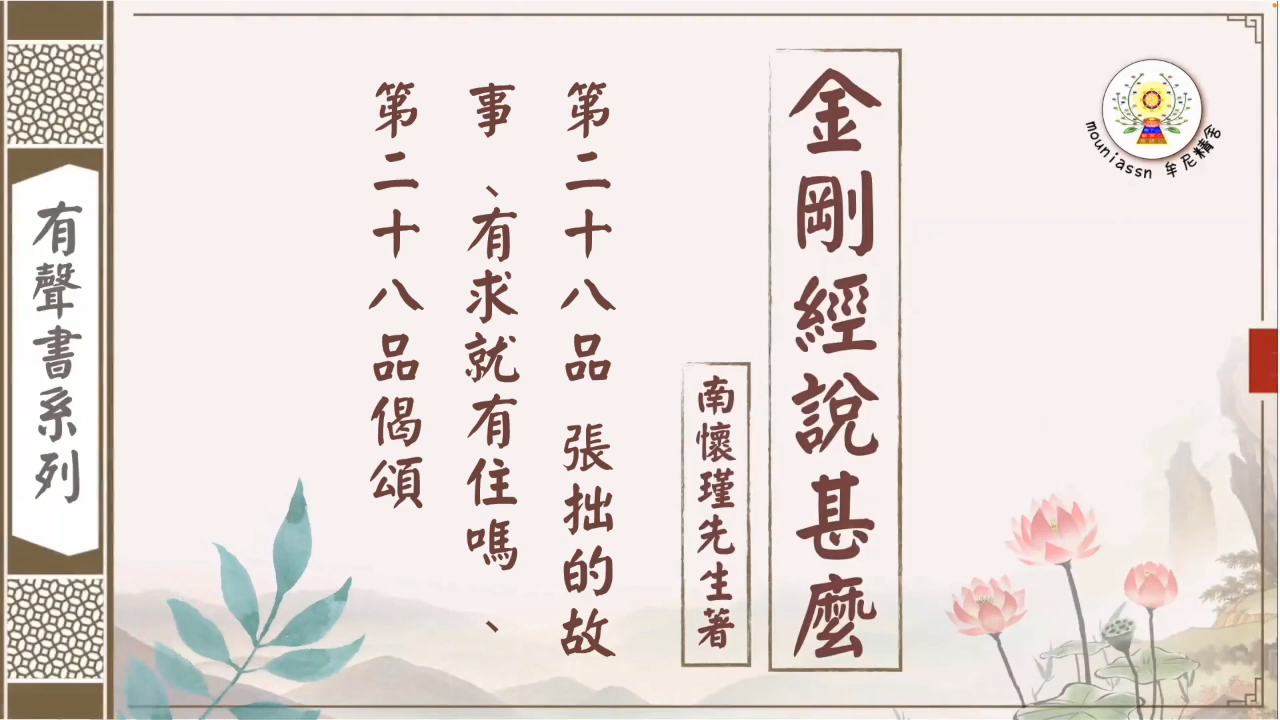 金剛經說甚麼
南懷瑾先生著
第二十八品 張拙的故
事、有求就有住嗎、
第二十八品偈頌
有聲書系列
mouniassn 牟尼精舍